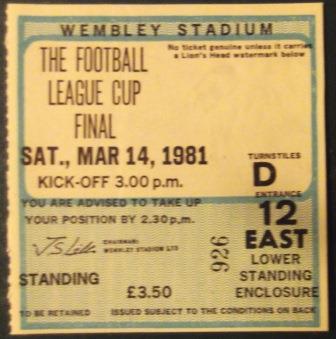 WEMBLEY STADIUM
No ticket genuine unless it carries
a Lion's Head watermark below
THE FOOTBALL
LEAGUE CUP
FINAL
SAT., MAR 14, 1981
KICK-OFF 3.00 p.m.
YOU ARE ADVISED TO TAKE UP
YOUR POSITION BY 2.30 p.m.
CHAIRMAN:
WEMBLEY STADIUM LTD
STANDING
£3.50
TO BE RETAINED
926
TURNSTILES
D
ENTRANCE
12
EAST
LOWER
STANDING
ENCLOSURE
ISSUED SUBJECT TO THE CONDITIONS ON BACK